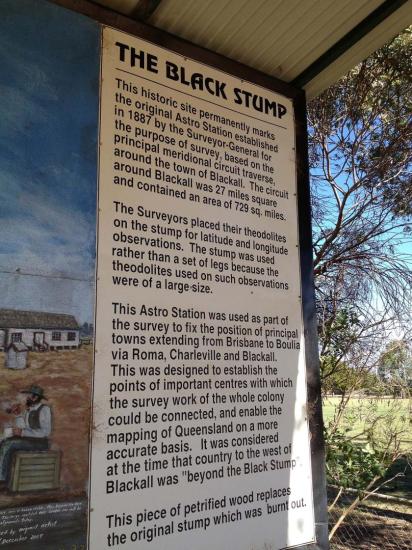 THE BLACK STUMP
This historic site permanently marks
the original Astro Station established
in 1887 by the Surveyor-General for
the purpose of survey, based on the
principal meridional circuit traverse,
around the town of Blackall. The circuit
around Blackall was 27 miles square
and contained an area of 729 sq. miles.
The Surveyors placed their theodolites
on the stump for latitude and longitude
observations. The stump was used
rather than a set of legs because the
theodolites used on such observations
were of a large size.
This Astro Station was used as part of
the survey to fix the position of principal
towns extending from Brisbane to Boulia
via Roma, Charleville and Blackall.
This was designed to establish the
points of important centres with which
the survey work of the whole colony
could be connected, and enable the
mapping of Queensland on a more
accurate basis. It was considered
at the time that country to the west of
Blackall was "beyond the Black Stump".
This piece of petrified wood replaces
the original stump which was burnt out.